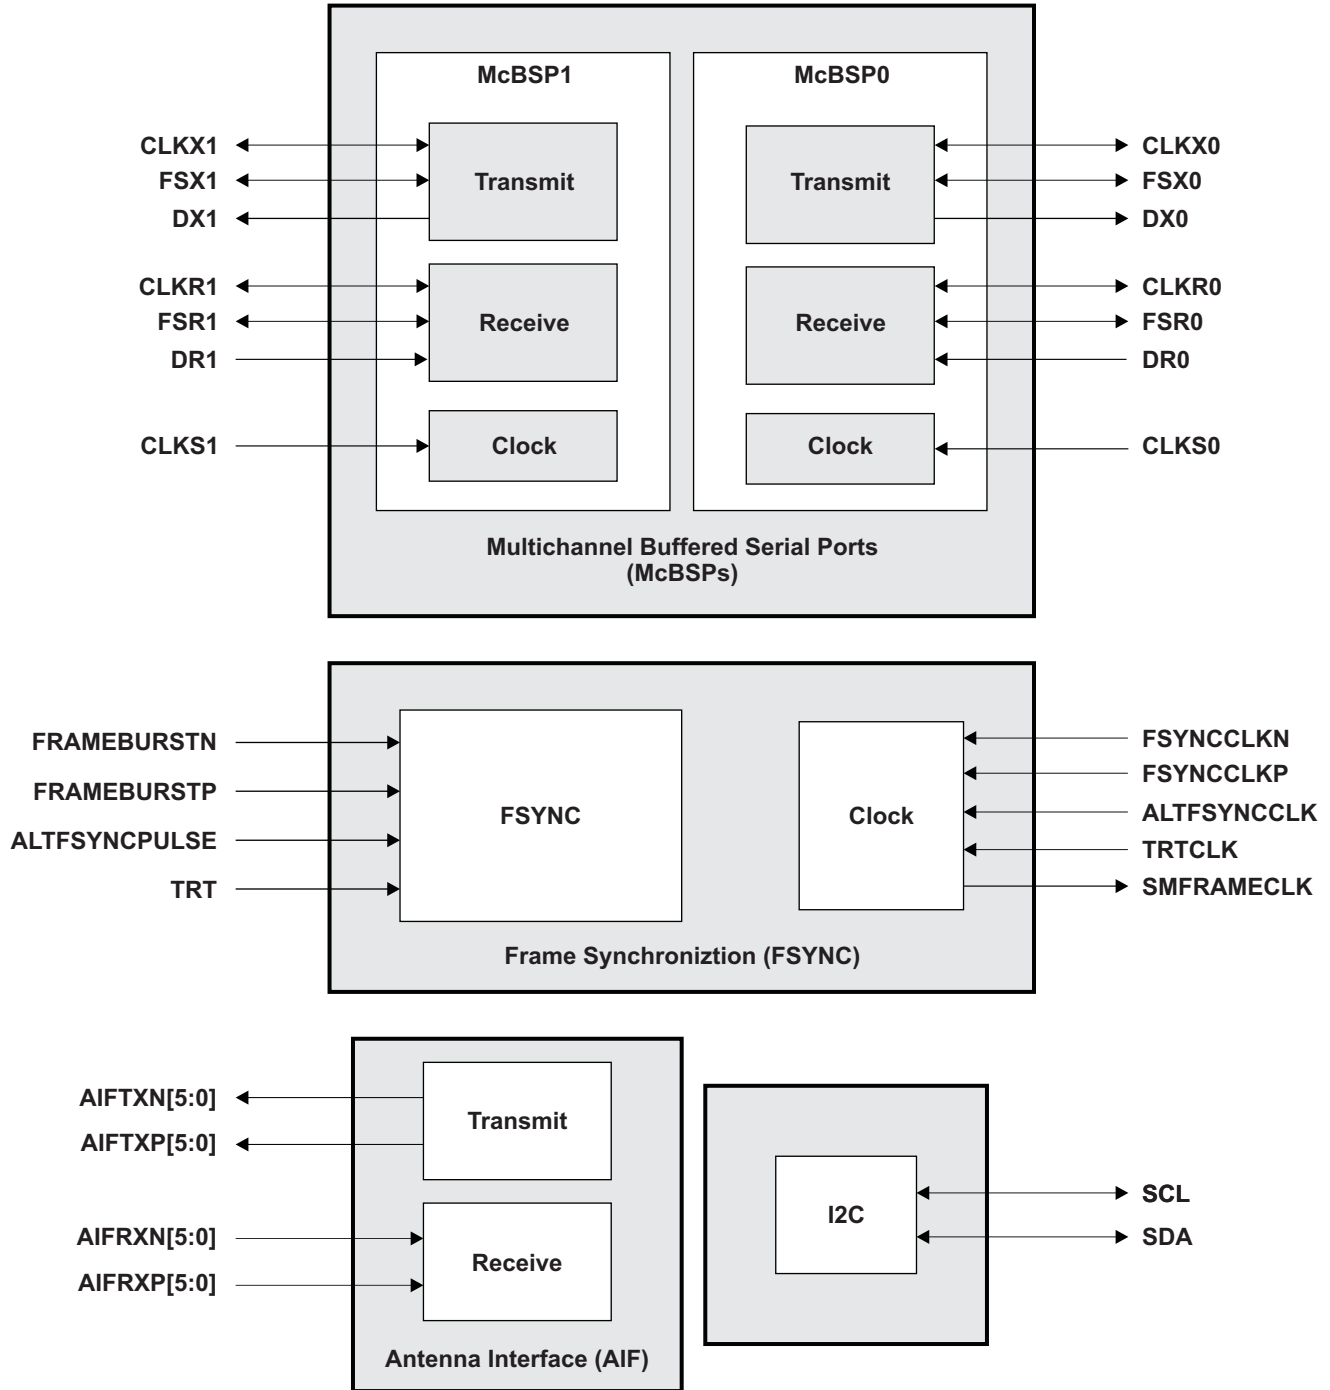 McBSP1
McBSP0
CLKX1
FSX1
DX1
Transmit
Transmit
CLKX0
FSX0
DX0
CLKR1
FSR1
DR1
Receive
Receive
CLKR0
FSR0
DR0
CLKS1
Clock
Clock
CLKS0
Multichannel Buffered Serial Ports
(McBSPs)
FRAMEBURSTN
FRAMEBURSTP
ALTFSYNCPULSE
TRT
FSYNC
Clock
FSYNCCLKN
FSYNCCLKP
ALTFSYNCCLK
TRTCLK
SMFRAMECLK
Frame Synchroniztion (FSYNC)
AIFTXN[5:0]
AIFTXP[5:0]
Transmit
AIFRXN[5:0]
AIFRXP[5:0]
Receive
Antenna Interface (AIF)
I2C
SCL
SDA